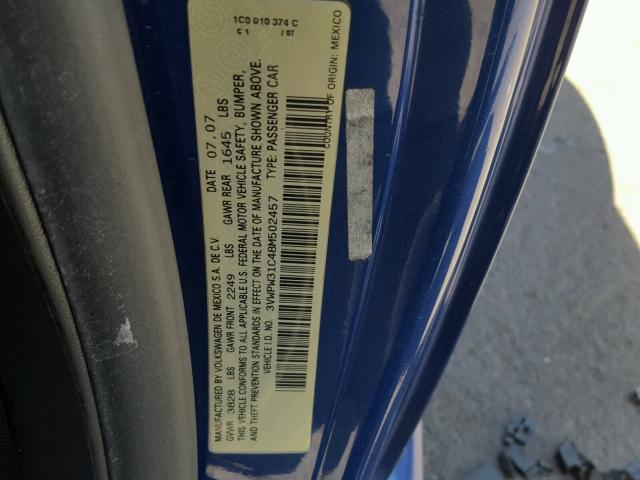 MANUFACTURED BY VOLKSWAGEN DE MEXICO S.A. DE C.V. DATE 07.07
GVWR 3828 LBS GAWR FRONT 2249 LBS GAWR REAR 1645 LBS
THIS VEHICLE CONFORMS TO ALL APPLICABLE U.S. FEDERAL MOTOR VEHICLE SAFETY, BUMPER,
AND THEFT PREVENTION STANDARDS IN EFFECT ON THE DATE OF MANUFACTURE SHOWN ABOVE.
VEHICLE I.D. NO. 3VWPW31C48M502457 TYPE: PASSENGER CAR
COUNTRY OF ORIGIN: MEXICO
1C0 010 374 C
C 1 / 07